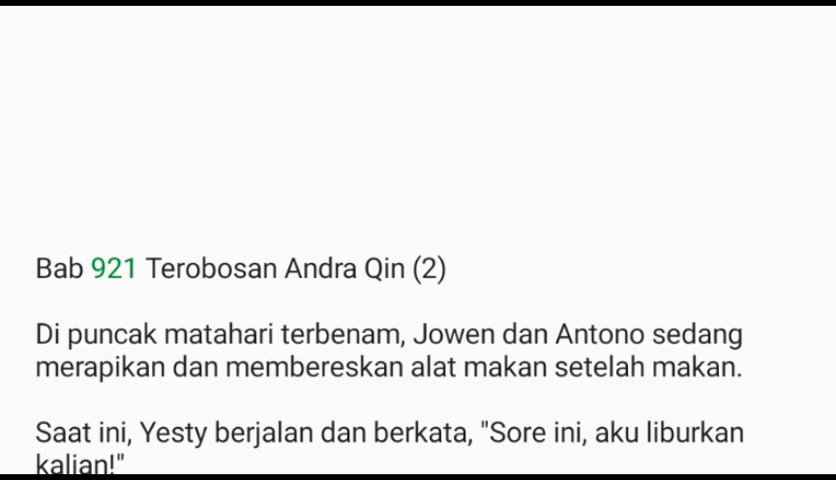 Bab 921 Terobosan Andra Qin (2)
Di puncak matahari terbenam, Jowen dan Antono sedang
merapikan dan membereskan alat makan setelah makan.
Saat ini, Yesty berjalan dan berkata, "Sore ini, aku liburkan
kalian!"